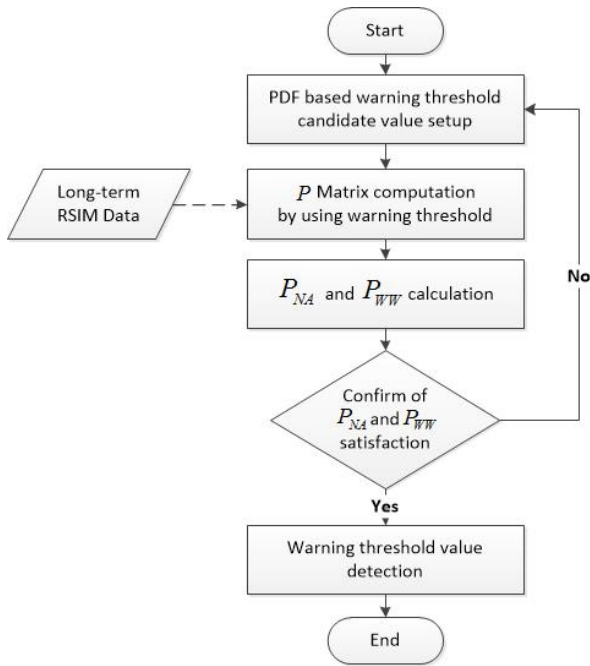 Start
PDF based warning threshold
candidate value setup
Long-term
RSIM Data
P Matrix computation
by using warning threshold
P_NA and P_WW calculation
No
Confirm of
P_NA and P_WW
satisfaction
Yes
Warning threshold value
detection
End